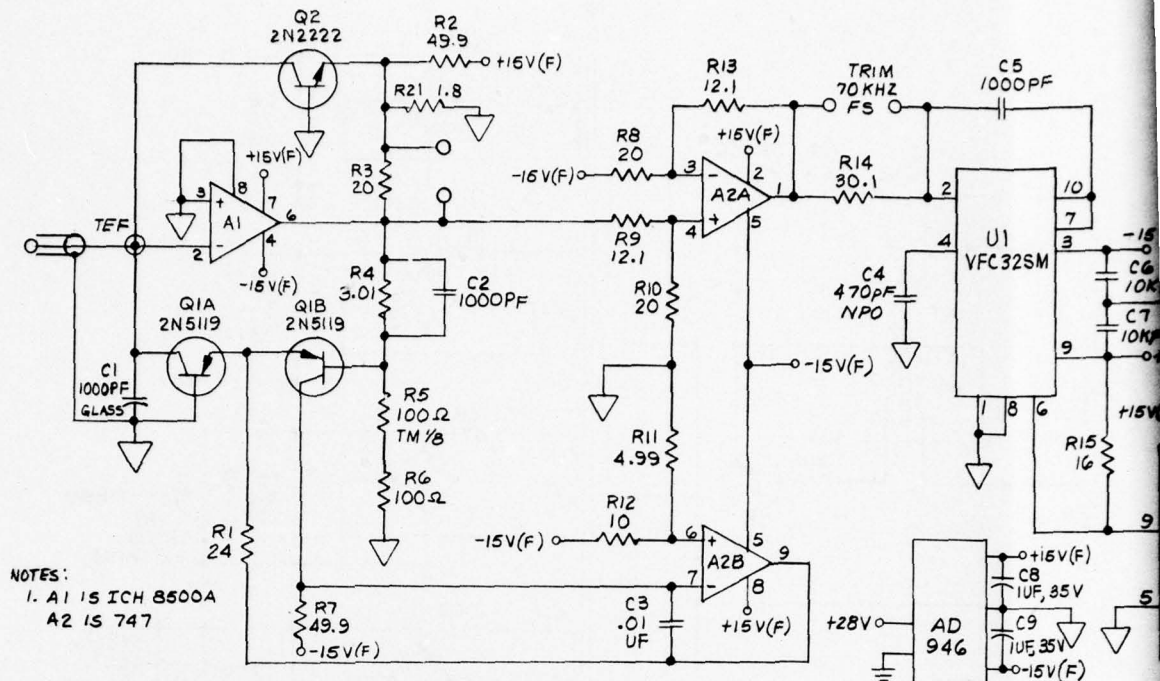 Q2
2N2222
R2
49.9
+15V(F)
R21 1.8
R3
20
+15V(F)
3
8
7
+
A1
6
-
2
4
-15V(F)
TEF
R4
3.01
C2
1000PF
Q1A
2N5119
Q1B
2N5119
C1
1000PF
GLASS
R5
100Ω
TM 1/8
R6
100Ω
R1
24
R7
49.9
-15V(F)
NOTES:
1. A1 IS ICH 8500A
A2 IS 747
R13
12.1
TRIM
70KHZ
FS
C5
1000PF
R8
20
-15V(F)
+15V(F)
3
-
2
A2A
1
+
4
5
R9
12.1
R14
30.1
R10
20
-15V(F)
R11
4.99
R12
10
-15V(F)
6
+
5
A2B
9
7
-
8
+15V(F)
C3
.01
UF
2
10
7
4
3
U1
VFC32SM
9
1
8
6
C4
470pF
NPO
-15
C6
C7
+15V
R15
16
9
5
+15V(F)
C8
1UF, 35V
+28V
AD
946
C9
1UF, 35V
-15V(F)